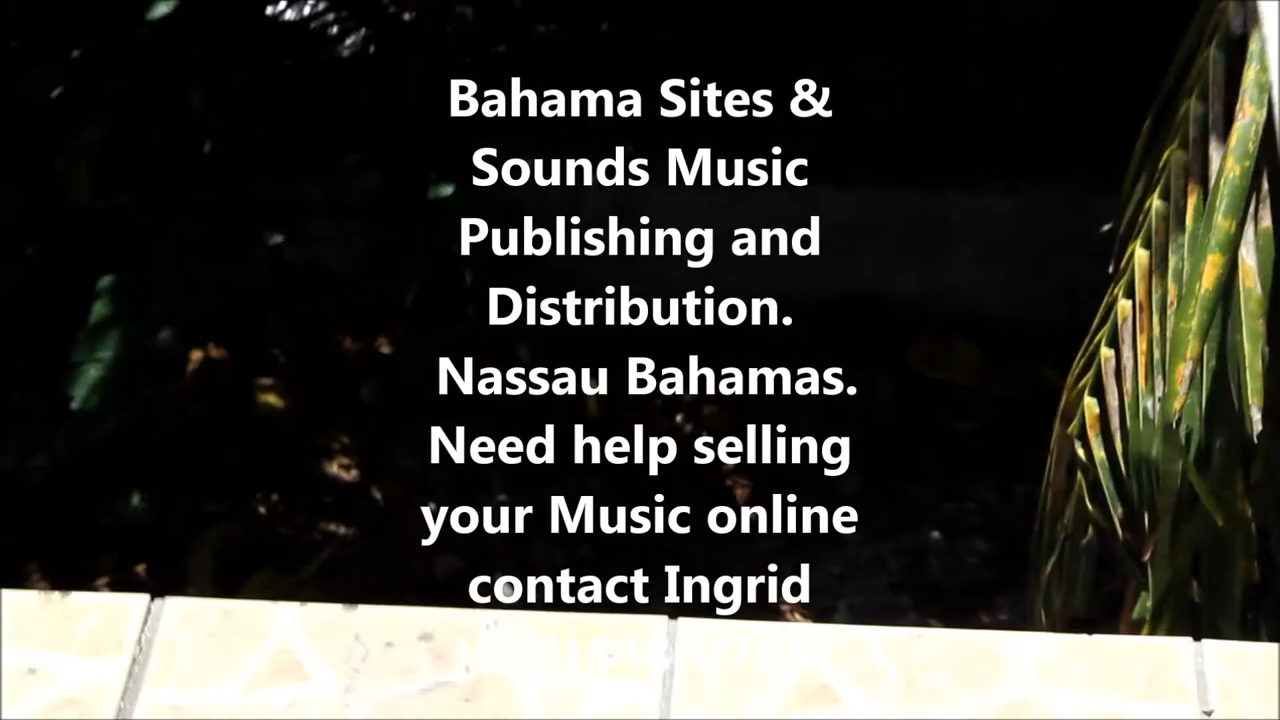 Bahama Sites &
Sounds Music
Publishing and
Distribution.
Nassau Bahamas.
Need help selling
your Music online
contact Ingrid